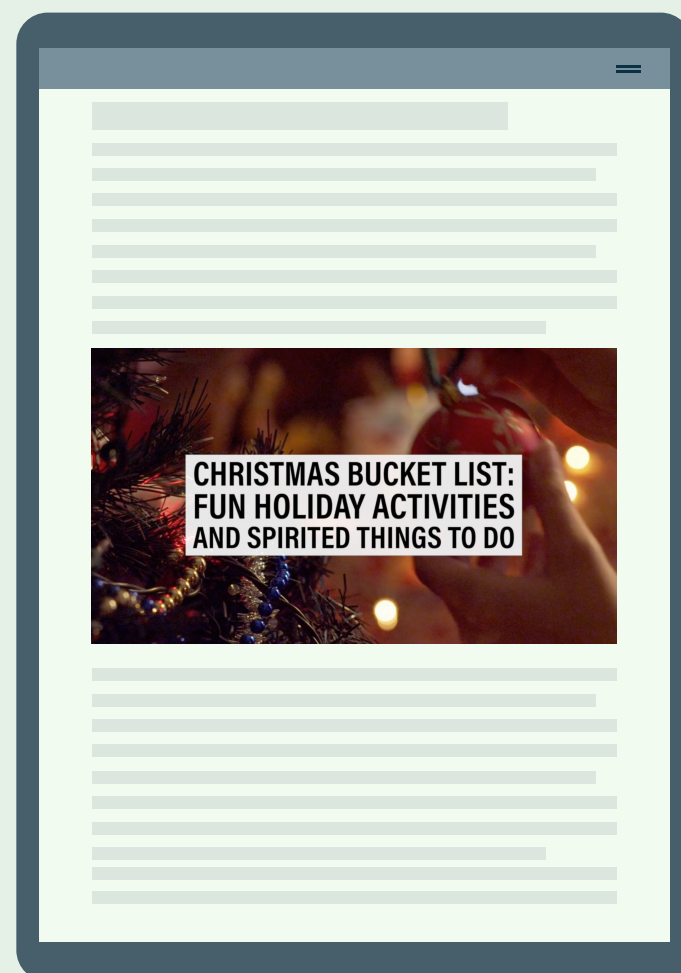 CHRISTMAS BUCKET LIST:
FUN HOLIDAY ACTIVITIES
AND SPIRITED THINGS TO DO